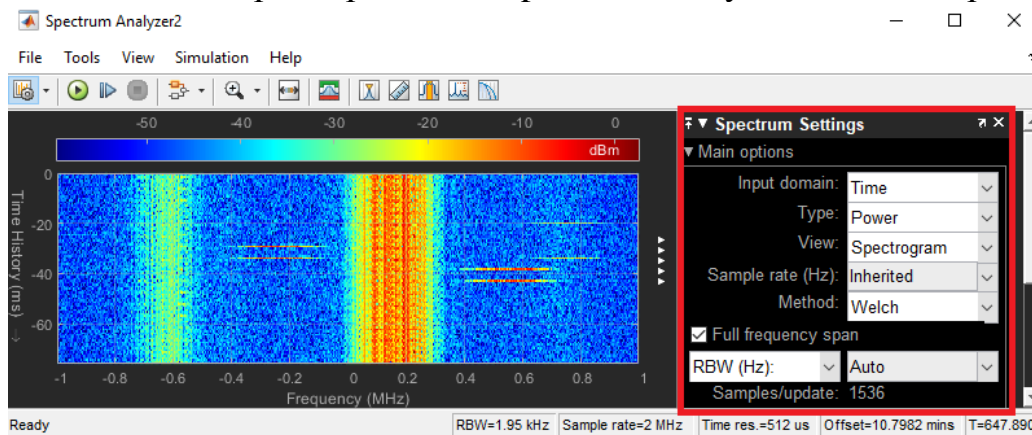 Spectrum Analyzer2
File Tools View Simulation Help
-50 -40 -30 -20 -10 0
dBm
0
-20
-40
-60
Time History (ms) →
-1 -0.8 -0.6 -0.4 -0.2 0 0.2 0.4 0.6 0.8 1
Frequency (MHz)
Spectrum Settings
Main options
Input domain: Time
Type: Power
View: Spectrogram
Sample rate (Hz): Inherited
Method: Welch
Full frequency span
RBW (Hz): Auto
Samples/update: 1536
Ready RBW=1.95 kHz Sample rate=2 MHz Time res.=512 us Offset=10.7982 mins T=647.890